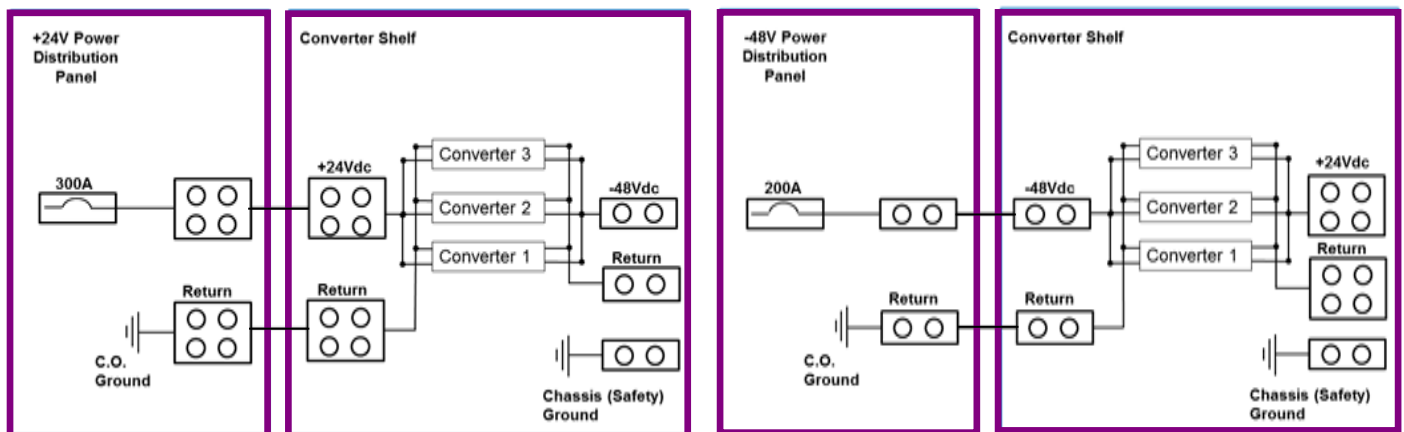 +24V Power
Distribution
Panel
300A
Return
C.O.
Ground
Converter Shelf
+24Vdc
Return
Converter 3
Converter 2
Converter 1
-48Vdc
Return
Chassis (Safety)
Ground
-48V Power
Distribution
Panel
200A
Return
C.O.
Ground
Converter Shelf
-48Vdc
Return
Converter 3
Converter 2
Converter 1
+24Vdc
Return
Chassis (Safety)
Ground